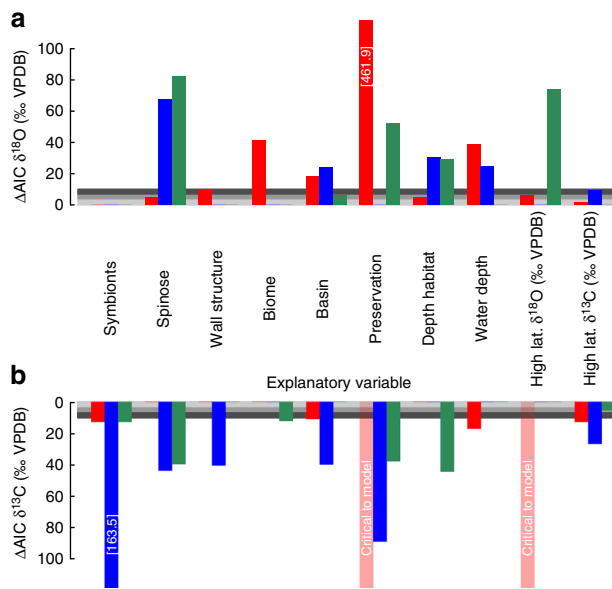 a
ΔAIC δ18O (‰ VPDB)
100
80
60
40
20
0
[461.9]
Symbionts
Spinose
Wall structure
Biome
Basin
Preservation
Depth habitat
Water depth
High lat. δ18O (‰ VPDB)
High lat. δ13C (‰ VPDB)
b
Explanatory variable
ΔAIC δ13C (‰ VPDB)
0
20
40
60
80
100
[163.5]
Critical to model
Critical to model